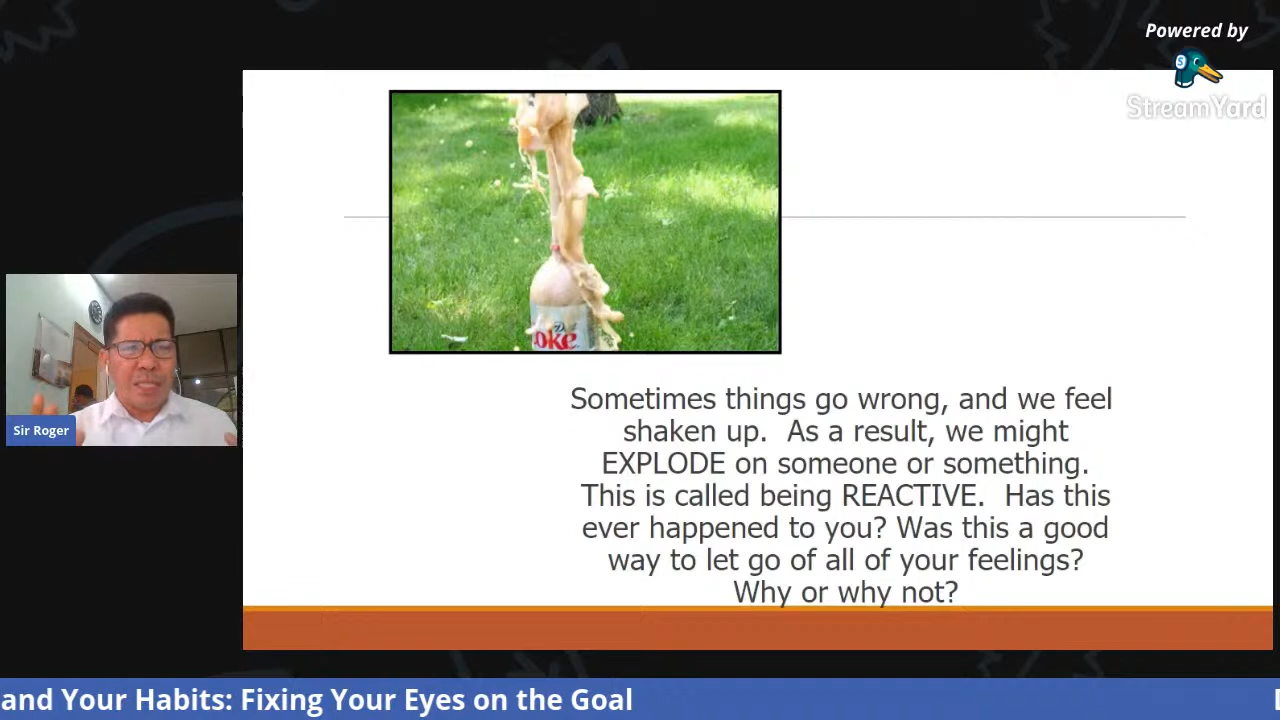 Powered by
StreamYard
oke
Sometimes things go wrong, and we feel
shaken up.  As a result, we might
EXPLODE on someone or something.
This is called being REACTIVE.  Has this
ever happened to you? Was this a good
way to let go of all of your feelings?
Why or why not?
Sir Roger
and Your Habits: Fixing Your Eyes on the Goal